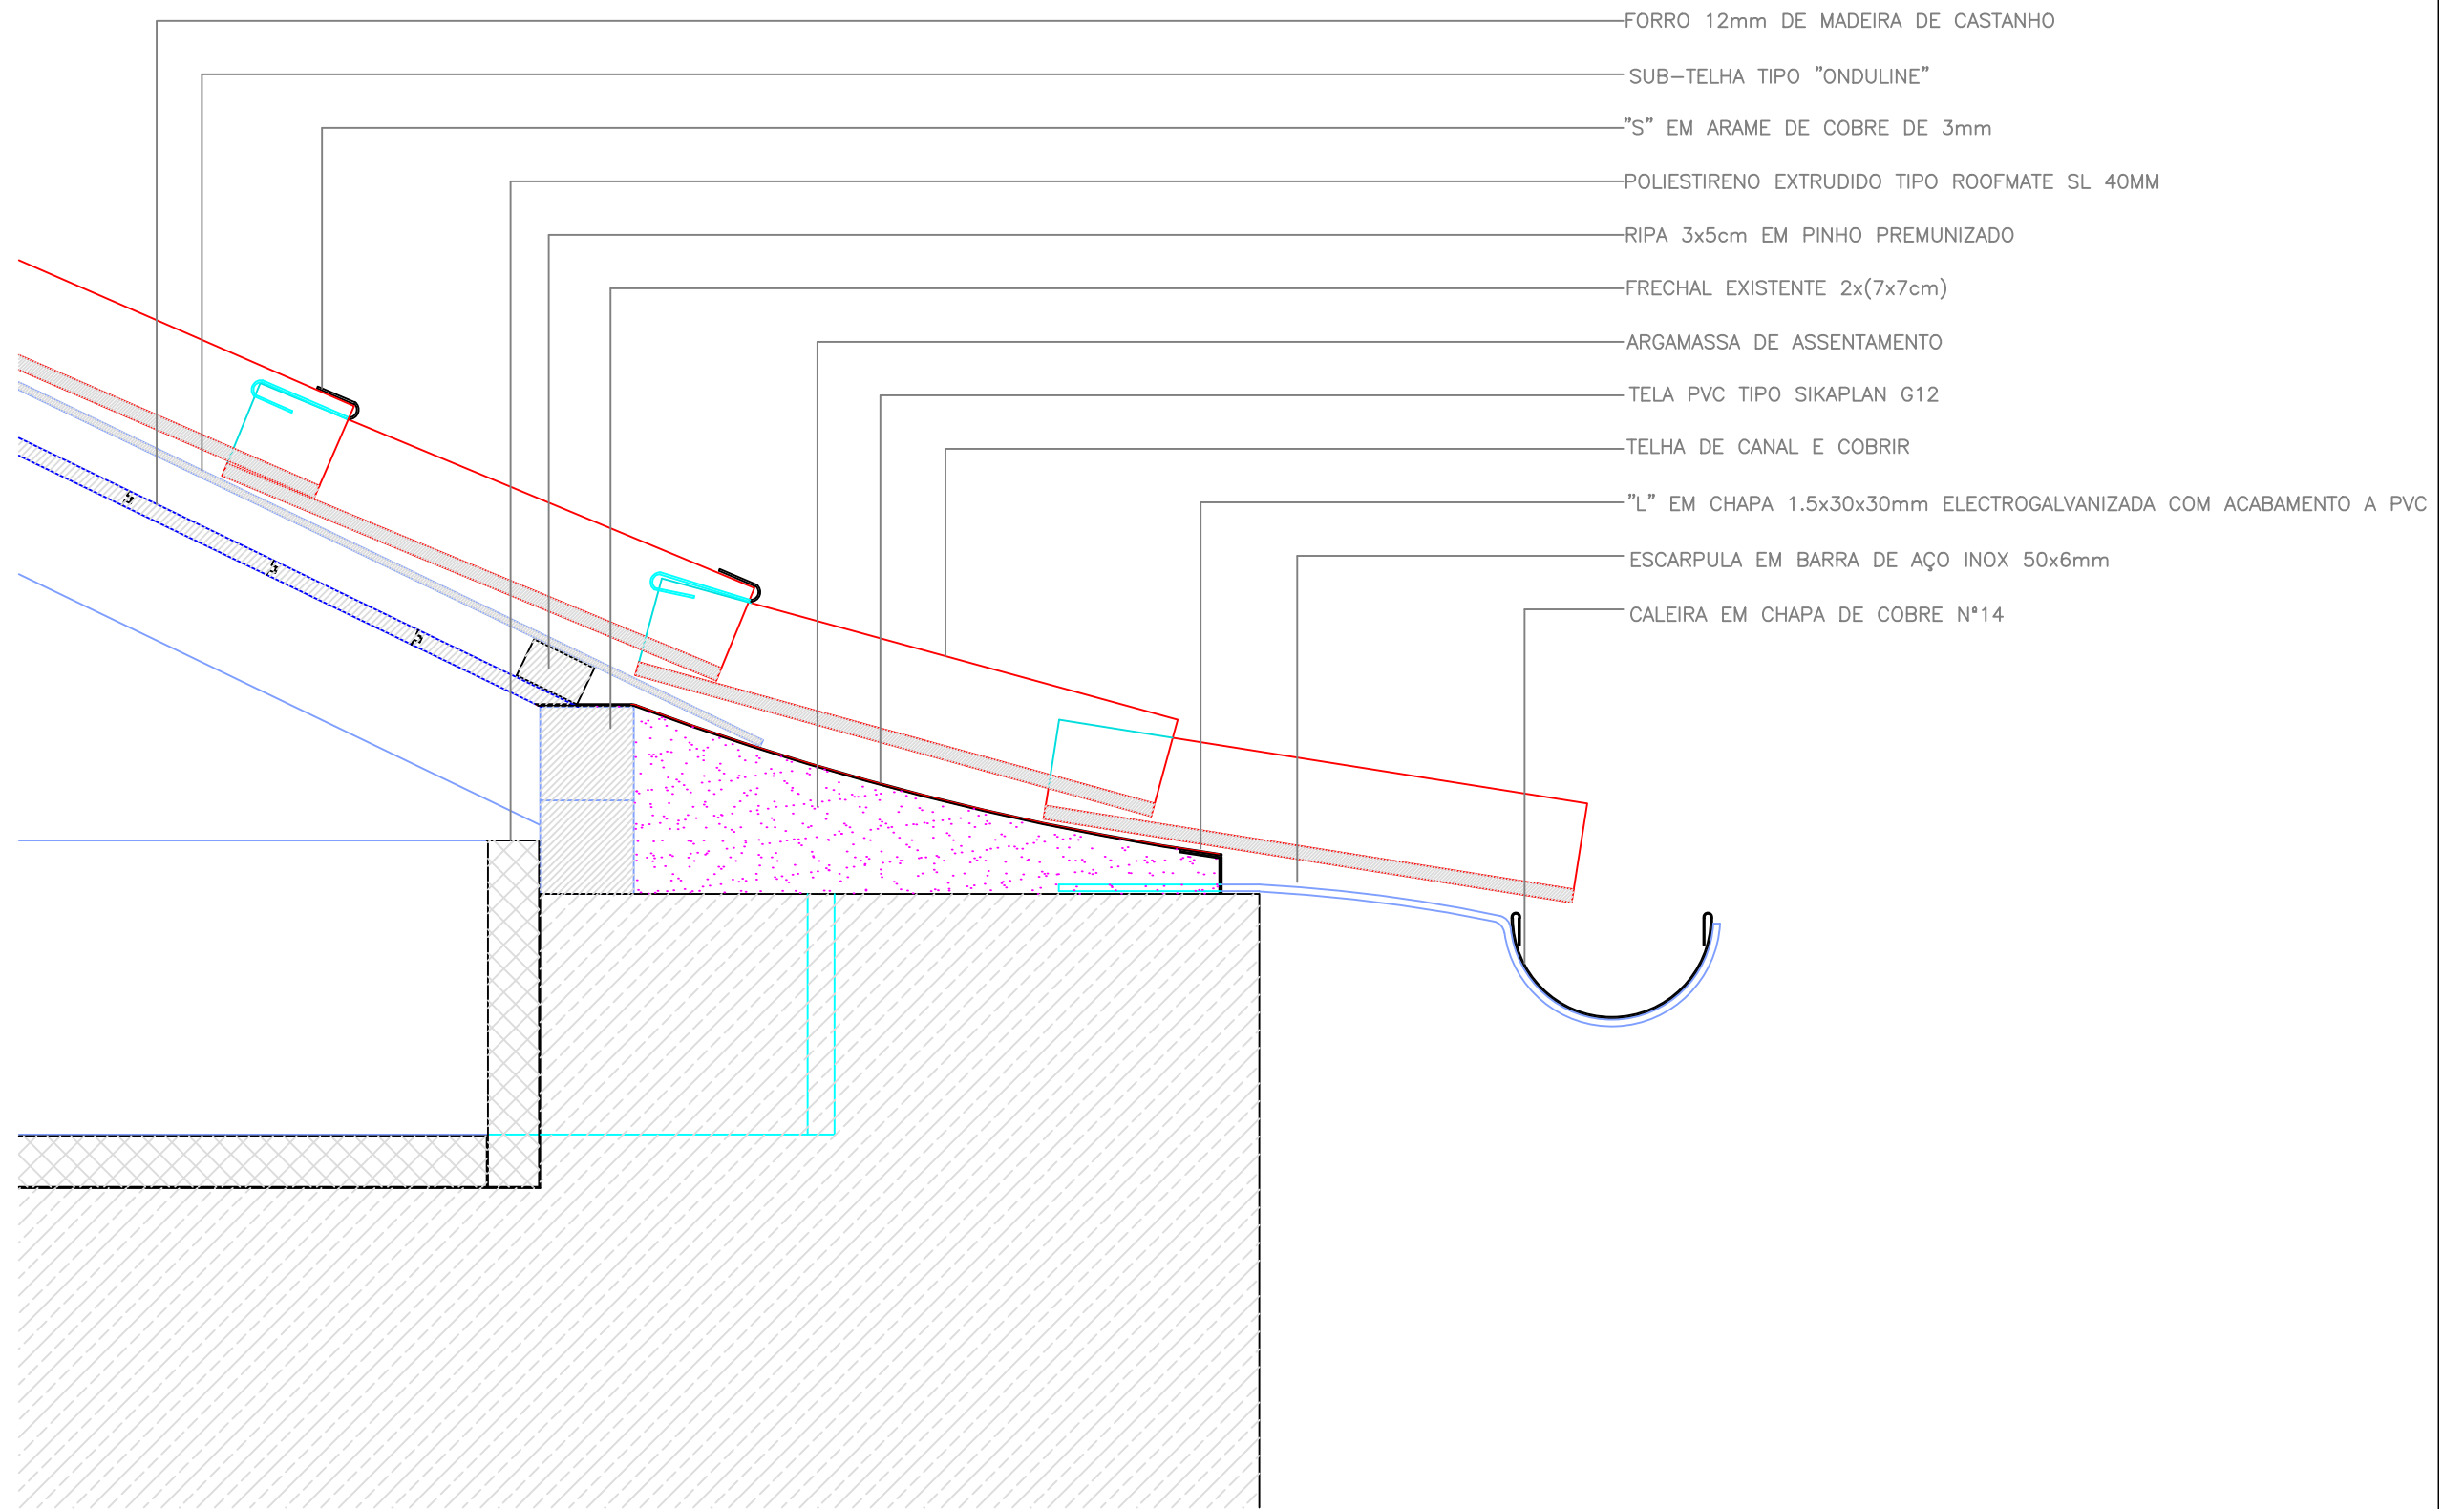 FORRO 12mm DE MADEIRA DE CASTANHO
SUB-TELHA TIPO "ONDULINE"
"S" EM ARAME DE COBRE DE 3mm
POLIESTIRENO EXTRUDIDO TIPO ROOFMATE SL 40MM
RIPA 3x5cm EM PINHO PREMUNIZADO
FRECHAL EXISTENTE 2x(7x7cm)
ARGAMASSA DE ASSENTAMENTO
TELA PVC TIPO SIKAPLAN G12
TELHA DE CANAL E COBRIR
"L" EM CHAPA 1.5x30x30mm ELECTROGALVANIZADA COM ACABAMENTO A PVC
ESCARPULA EM BARRA DE AÇO INOX 50x6mm
CALEIRA EM CHAPA DE COBRE Nª14